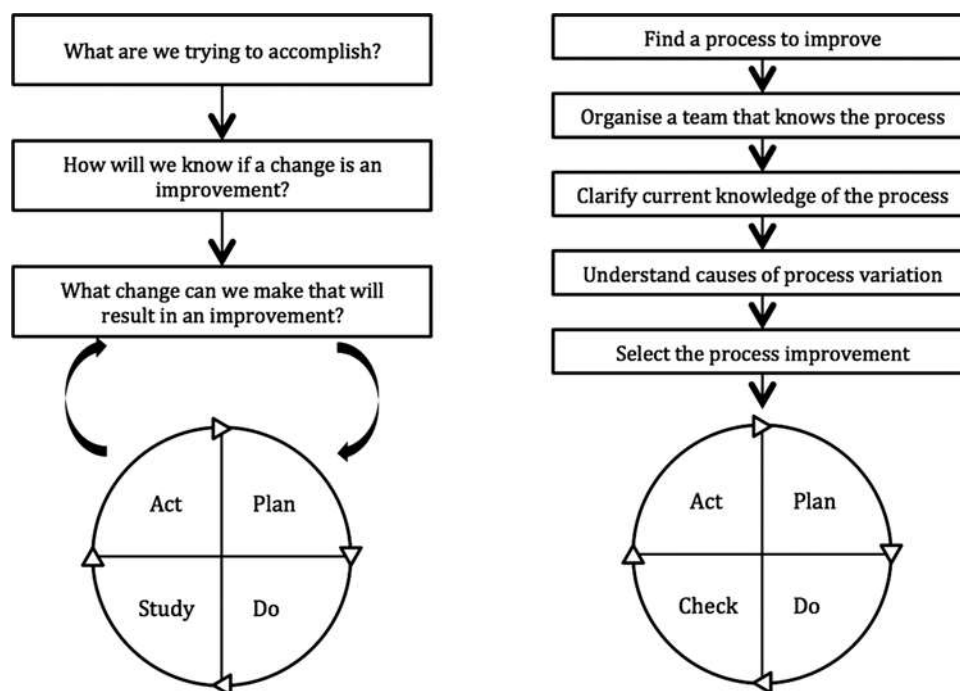 What are we trying to accomplish?
How will we know if a change is an
improvement?
What change can we make that will
result in an improvement?
Act
Plan
Study
Do
Find a process to improve
Organise a team that knows the process
Clarify current knowledge of the process
Understand causes of process variation
Select the process improvement
Act
Plan
Check
Do